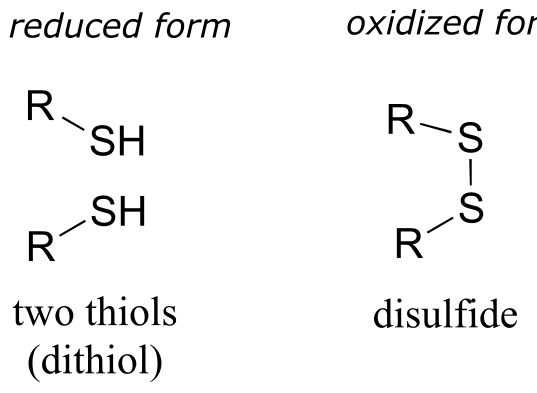 reduced form
oxidized for
R
SH
SH
R
R
S
S
R
two thiols
(dithiol)
disulfide